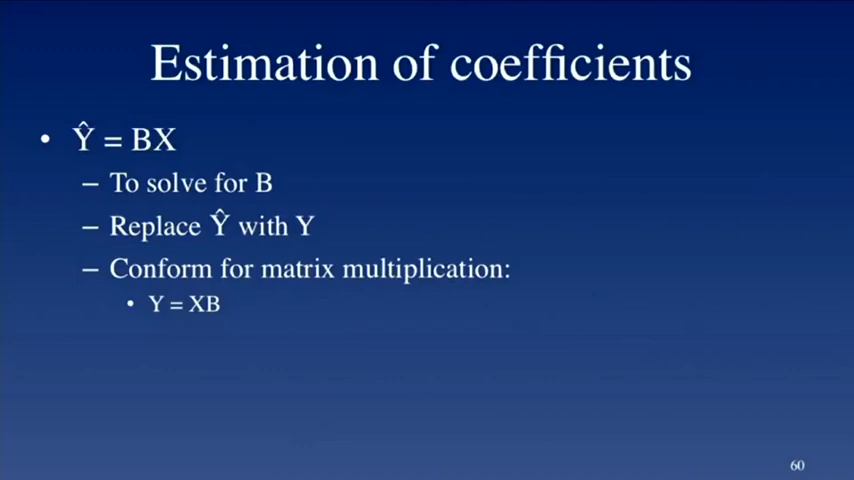 Estimation of coefficients
• Ŷ = BX
– To solve for B
– Replace Ŷ with Y
– Conform for matrix multiplication:
• Y = XB
60